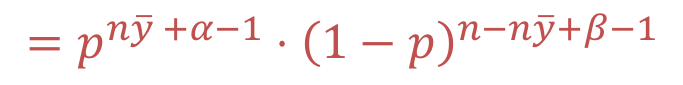 = p^{nȳ + α−1} · (1 − p)^{n−nȳ+β−1}